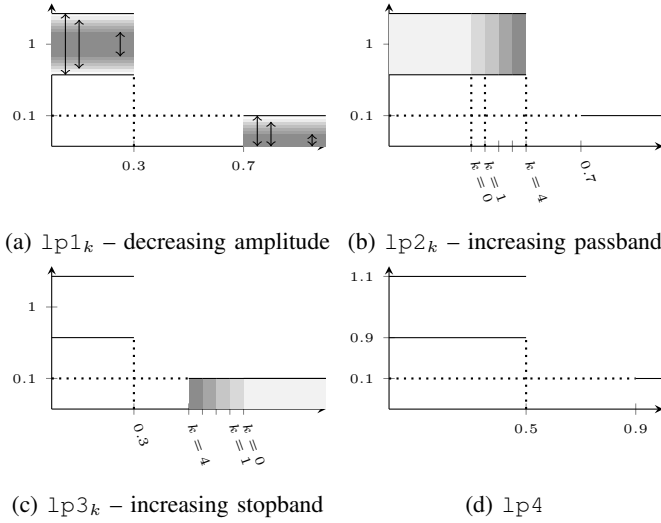 1
1
0.1
0.1
0.3
0.7
k = 0
k = 1
k = 4
0.7
(a) lp1k – decreasing amplitude
(b) lp2k – increasing passband
1
1.1
0.9
0.1
0.1
0.3
k = 4
k = 1
k = 0
0.5
0.9
(c) lp3k – increasing stopband
(d) lp4